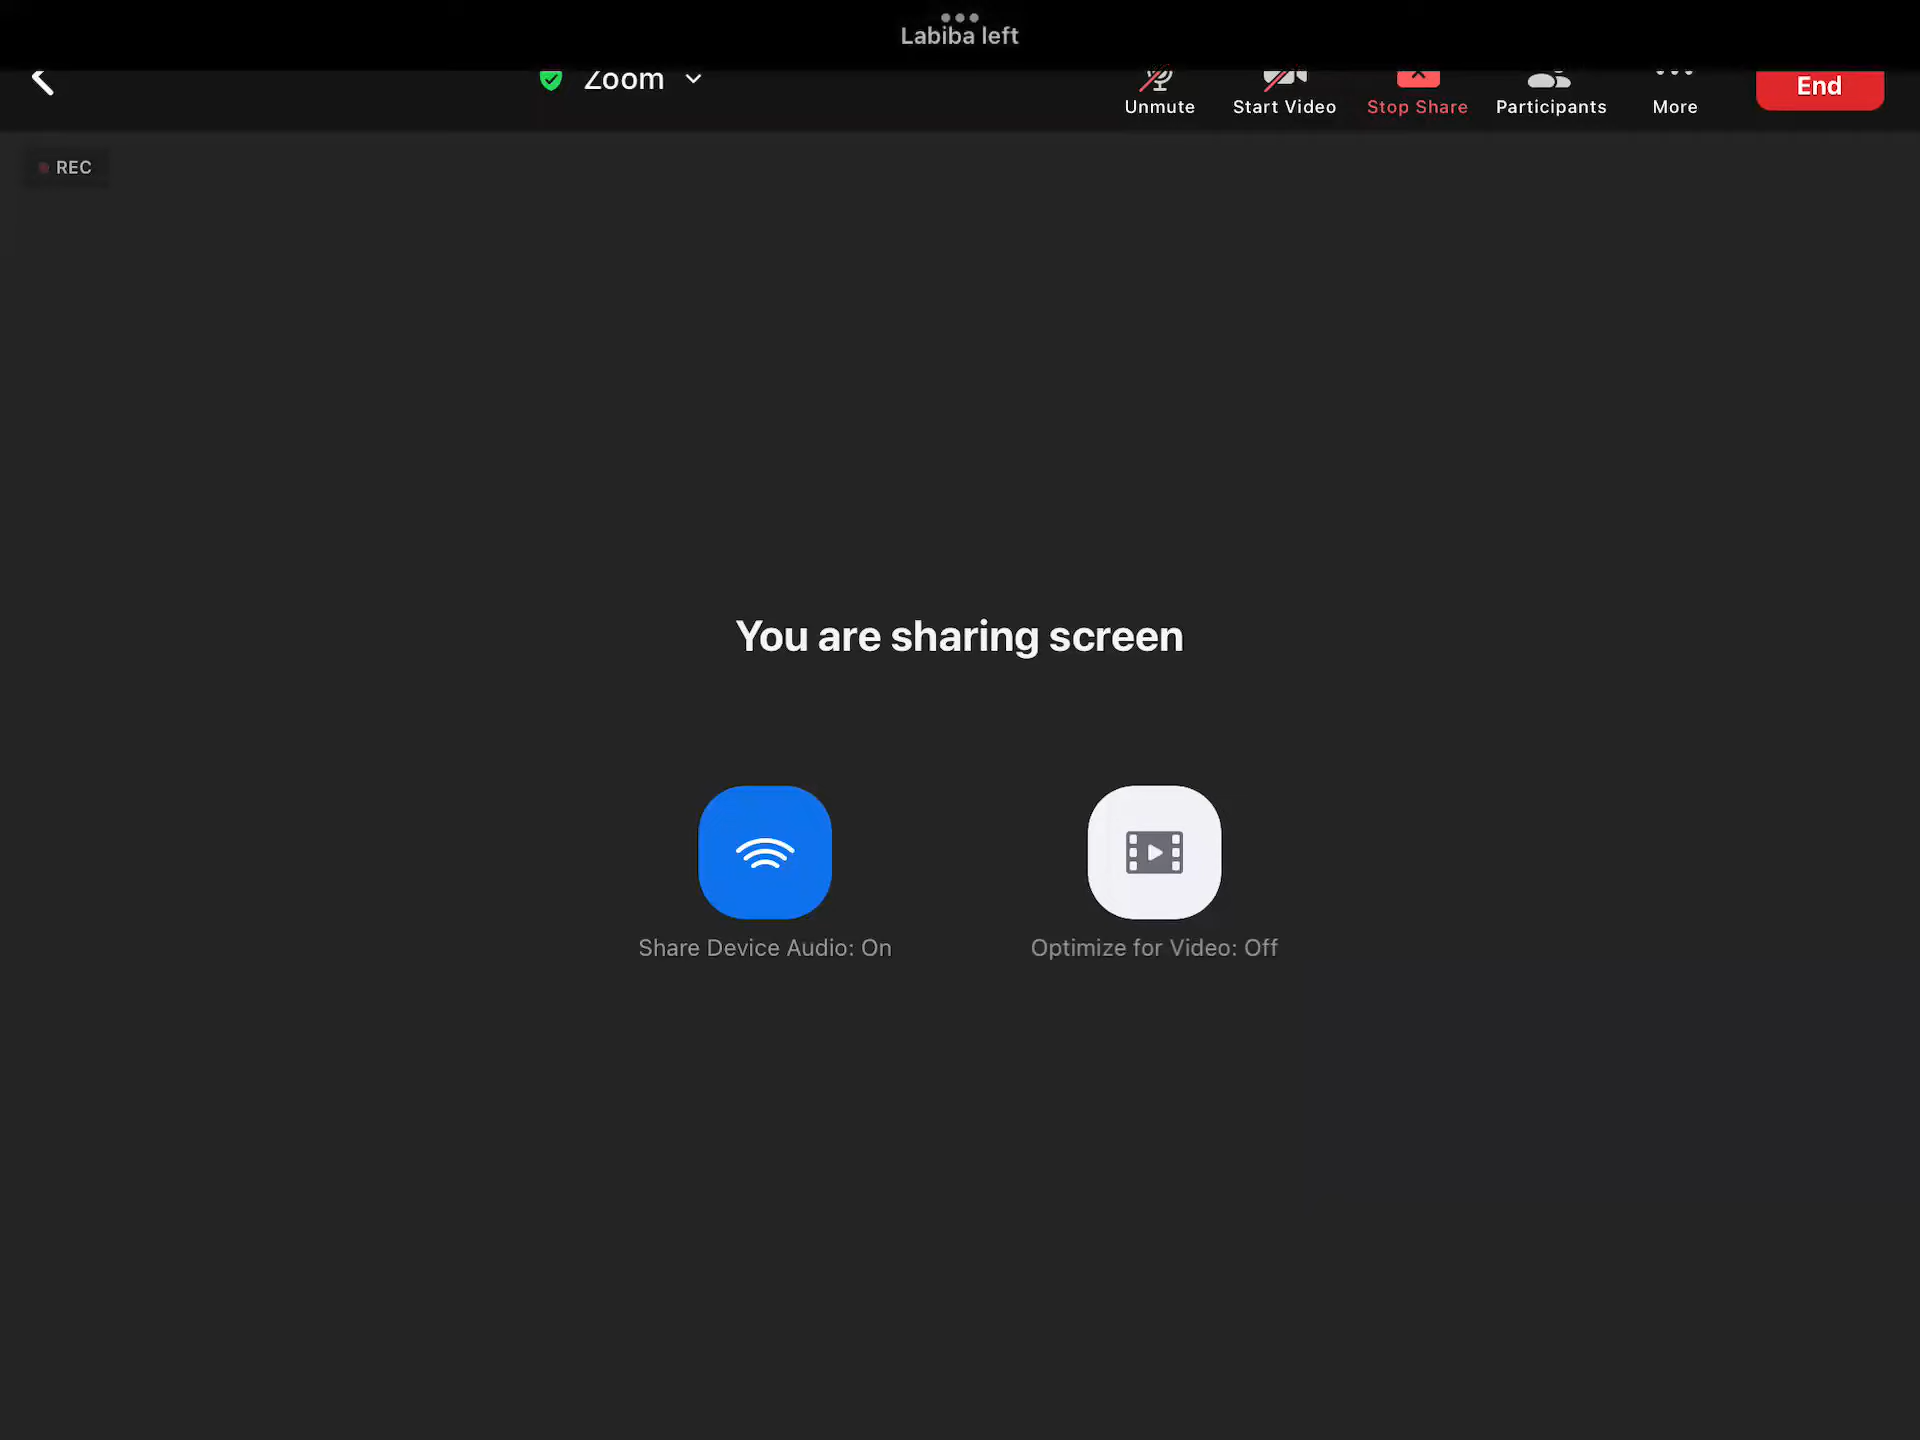 Labiba left
Zoom
Unmute
Start Video
Stop Share
Participants
More
End
REC
You are sharing screen
Share Device Audio: On
Optimize for Video: Off